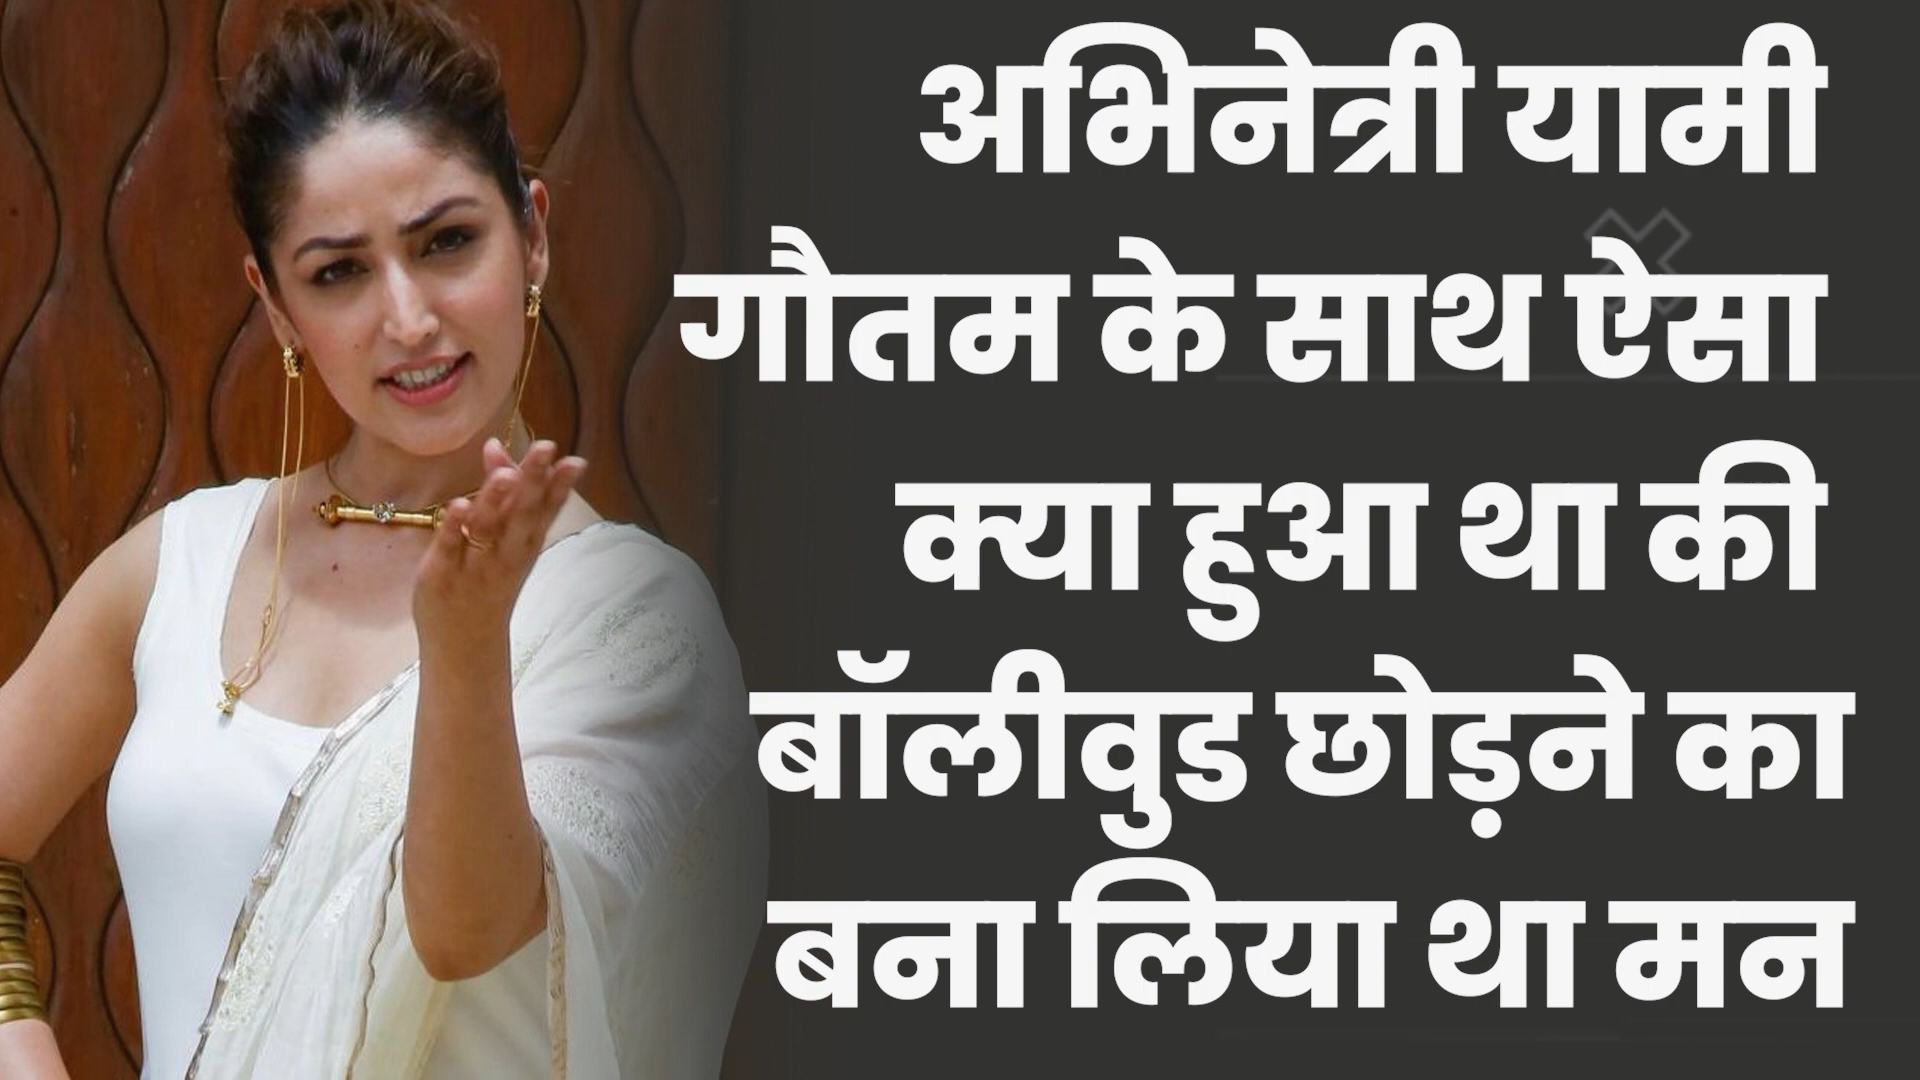 अभिनेत्री यामी
गौतम के साथ ऐसा
क्या हुआ था की
बॉलीवुड छोड़ने का
बना लिया था मन